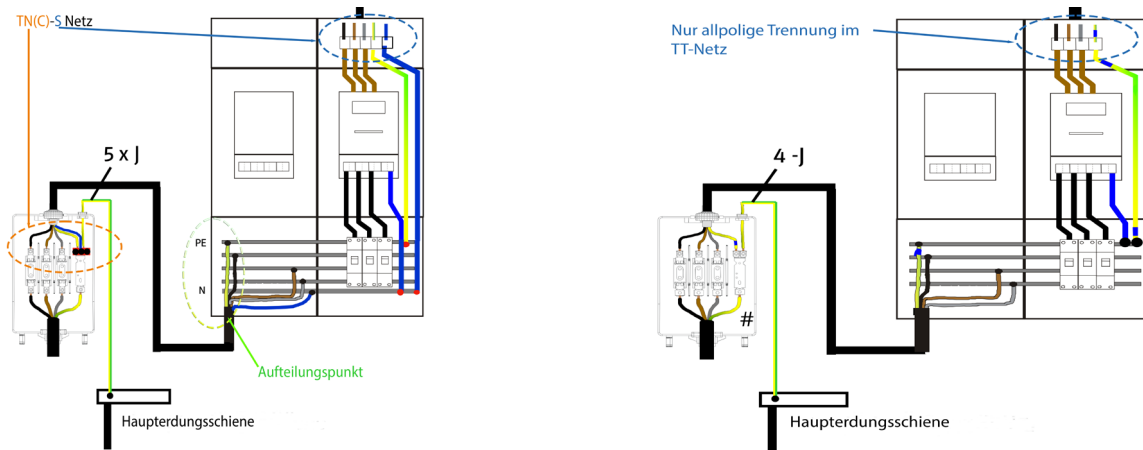 TN(C)-S Netz
5 x J
PE
N
Aufteilungspunkt
Haupterdungsschiene
Nur allpolige Trennung im
TT-Netz
4 -J
#
Haupterdungsschiene